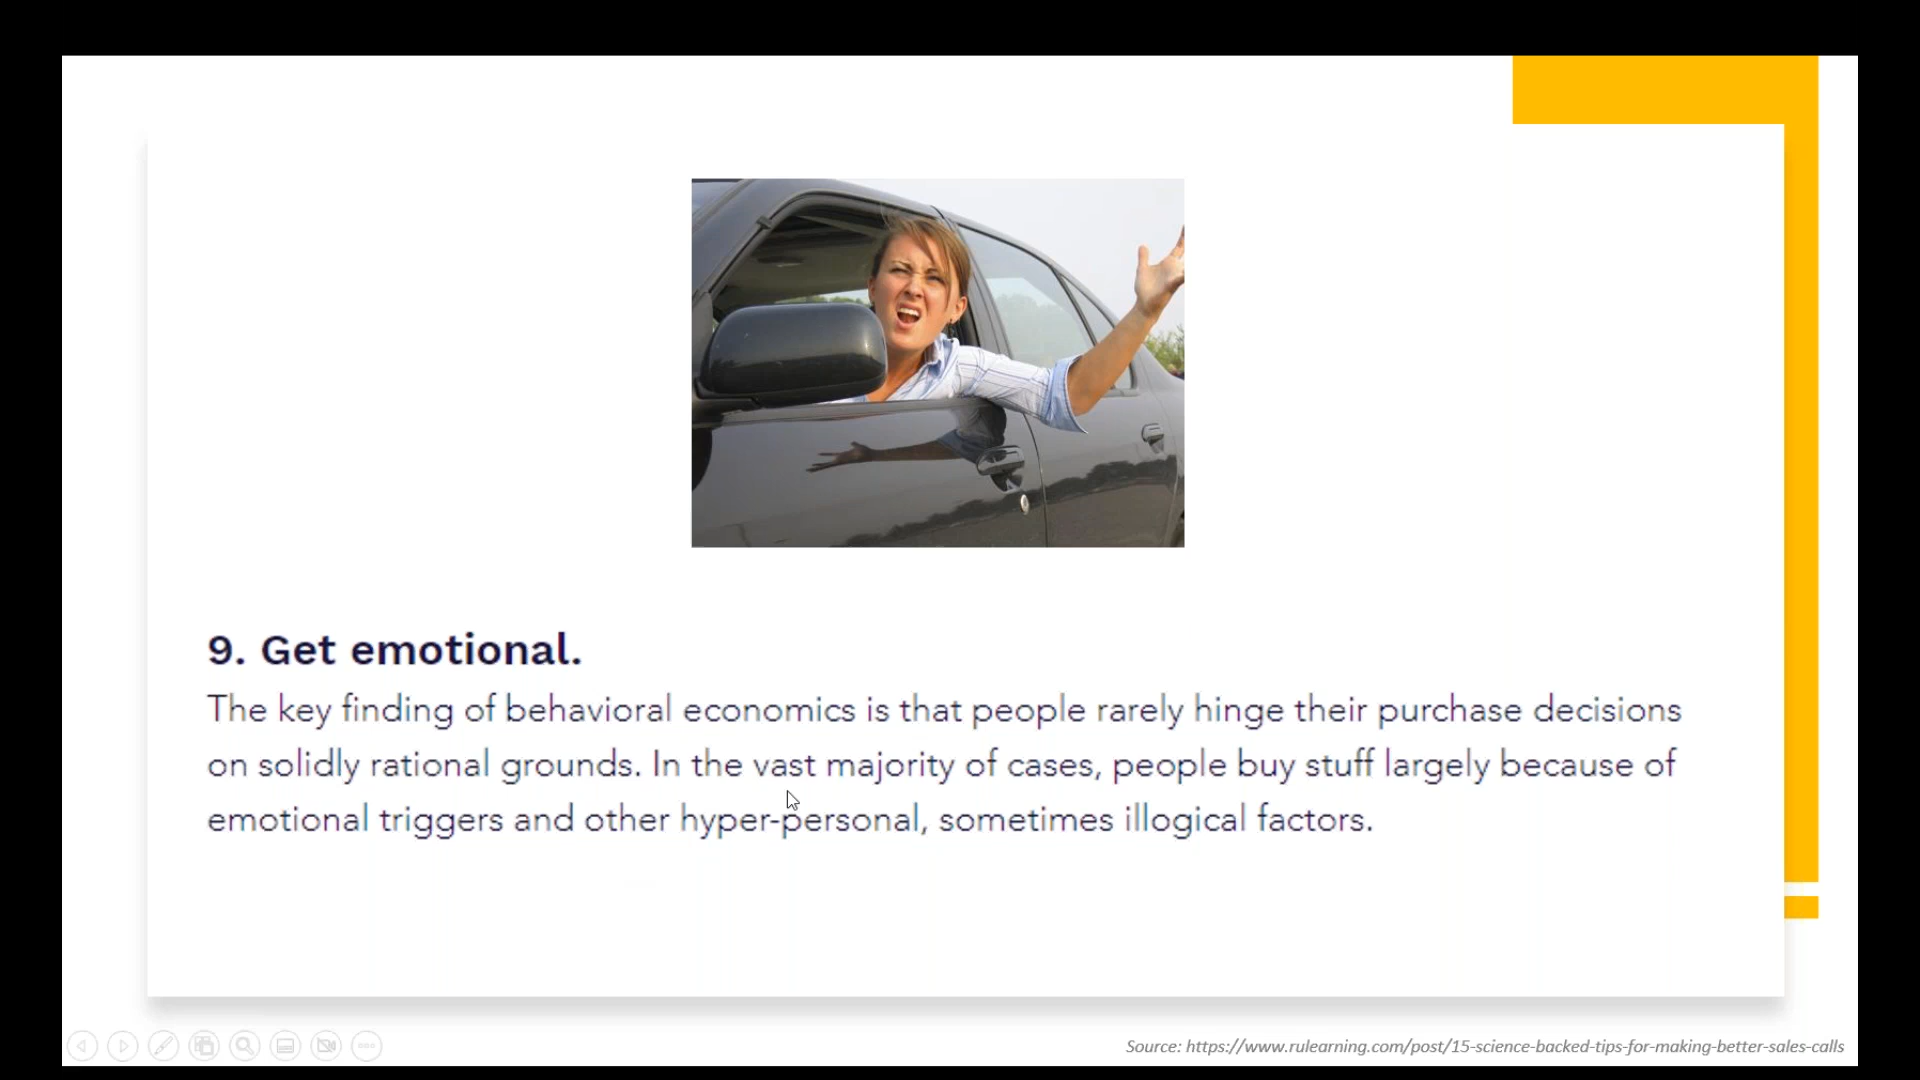 9. Get emotional.
The key finding of behavioral economics is that people rarely hinge their purchase decisions
on solidly rational grounds. In the vast majority of cases, people buy stuff largely because of
emotional triggers and other hyper-personal, sometimes illogical factors.
Source: https://www.rulearning.com/post/15-science-backed-tips-for-making-better-sales-calls